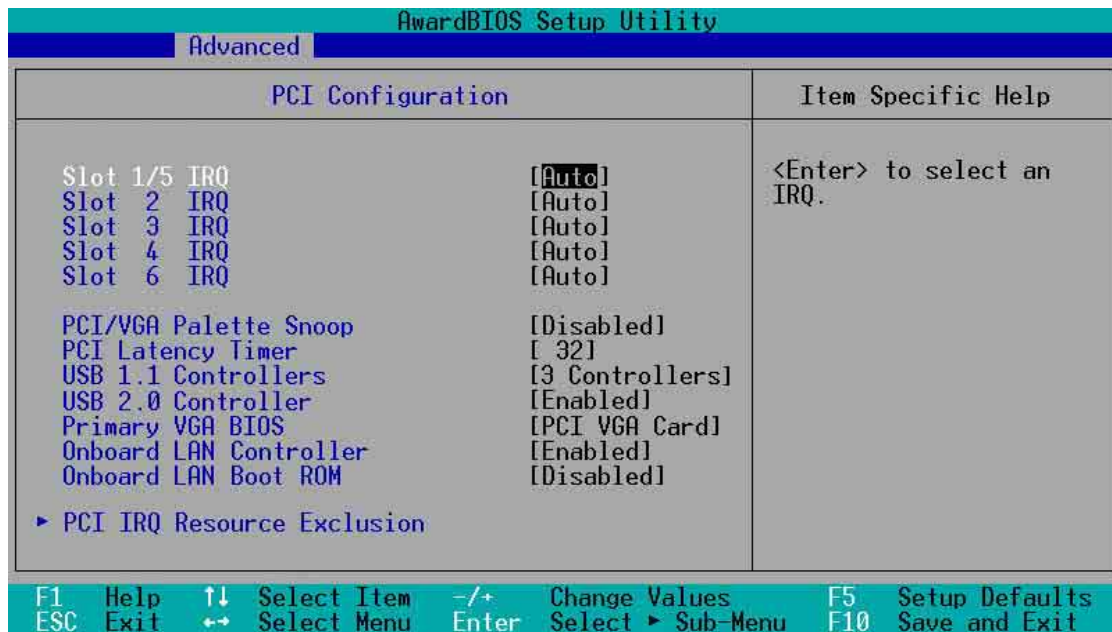 AwardBIOS Setup Utility
Advanced
PCI Configuration
Item Specific Help
Slot 1/5 IRQ [Auto]
Slot 2 IRQ [Auto]
Slot 3 IRQ [Auto]
Slot 4 IRQ [Auto]
Slot 6 IRQ [Auto]
PCI/VGA Palette Snoop [Disabled]
PCI Latency Timer [ 32]
USB 1.1 Controllers [3 Controllers]
USB 2.0 Controller [Enabled]
Primary VGA BIOS [PCI VGA Card]
Onboard LAN Controller [Enabled]
Onboard LAN Boot ROM [Disabled]
▸ PCI IRQ Resource Exclusion
<Enter> to select an
IRQ.
F1 Help ↑↓ Select Item -/+ Change Values F5 Setup Defaults
ESC Exit ←→ Select Menu Enter Select ▸ Sub-Menu F10 Save and Exit